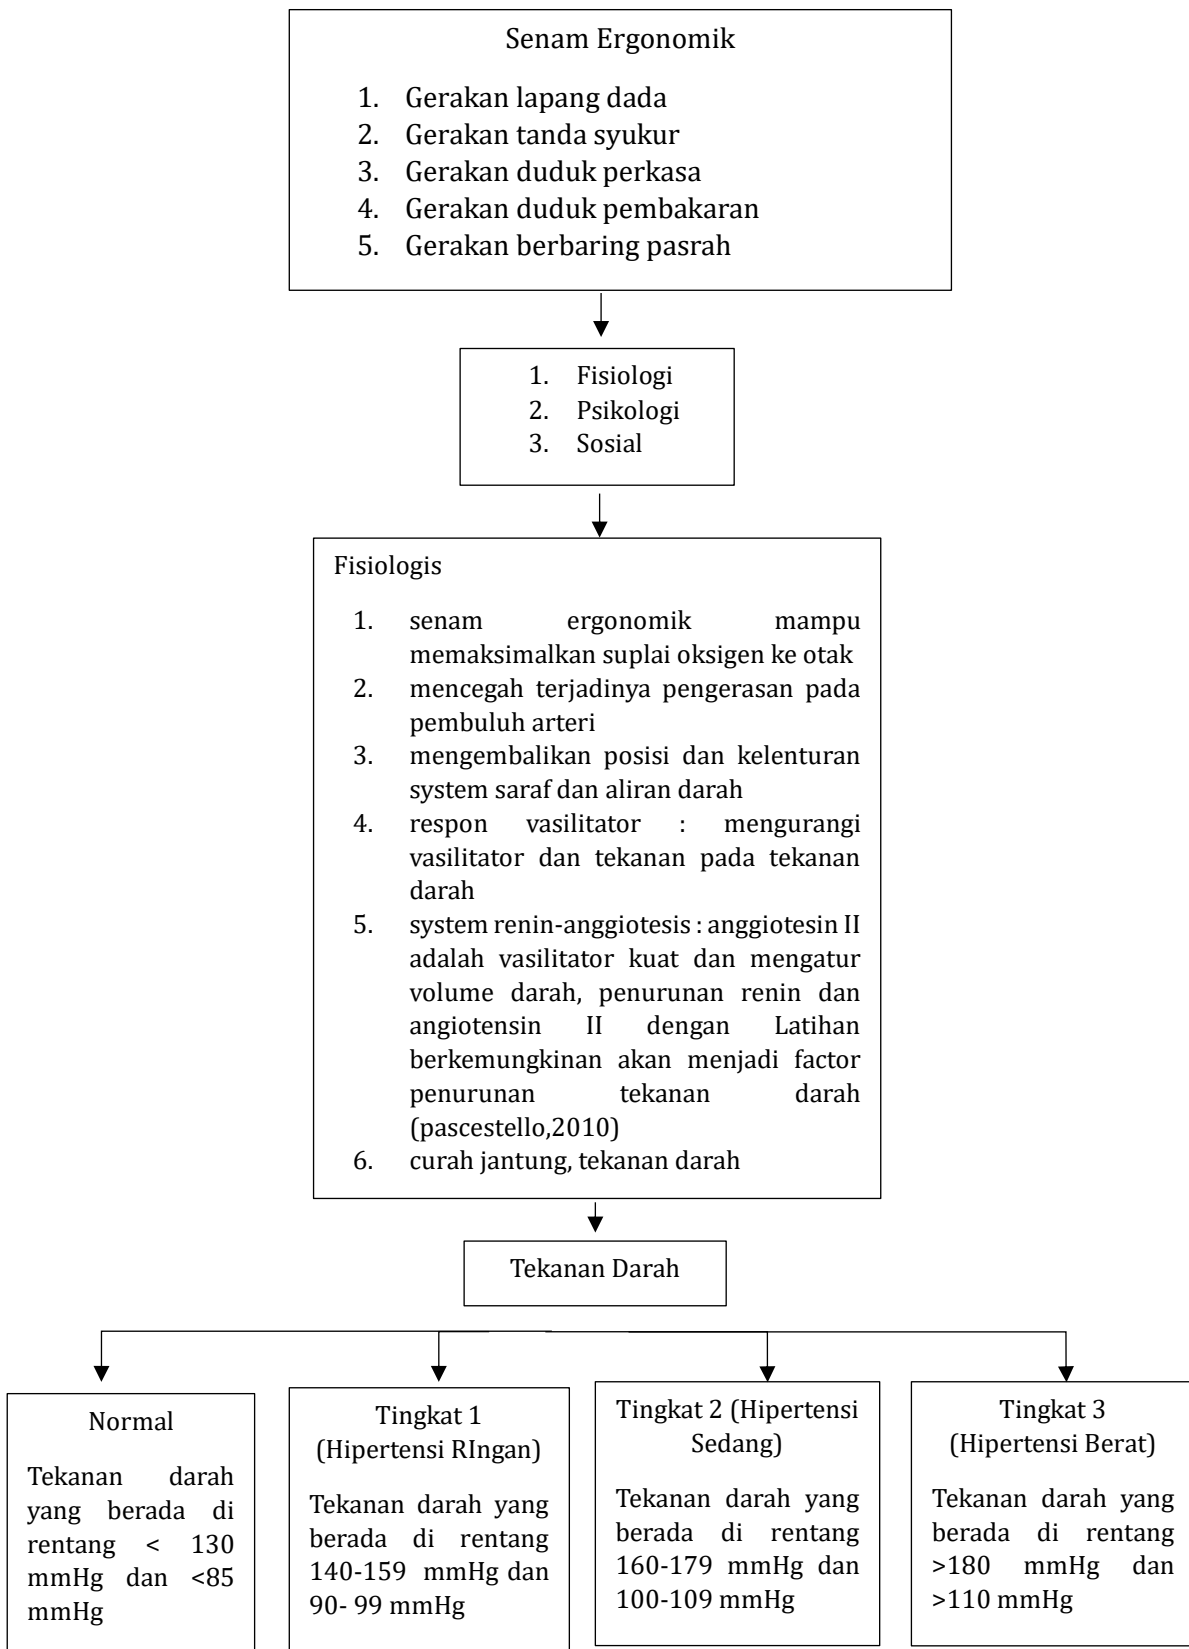 Senam Ergonomik
1. Gerakan lapang dada
2. Gerakan tanda syukur
3. Gerakan duduk perkasa
4. Gerakan duduk pembakaran
5. Gerakan berbaring pasrah
1. Fisiologi
2. Psikologi
3. Sosial
Fisiologis
1. senam ergonomik mampu
memaksimalkan suplai oksigen ke otak
2. mencegah terjadinya pengerasan pada
pembuluh arteri
3. mengembalikan posisi dan kelenturan
system saraf dan aliran darah
4. respon vasilitator : mengurangi
vasilitator dan tekanan pada tekanan
darah
5. system renin-anggiotesis : anggiotesin II
adalah vasilitator kuat dan mengatur
volume darah, penurunan renin dan
angiotensin II dengan Latihan
berkemungkinan akan menjadi factor
penurunan tekanan darah
(pascestello,2010)
6. curah jantung, tekanan darah
Tekanan Darah
Normal
Tekanan darah
yang berada di
rentang < 130
mmHg dan <85
mmHg
Tingkat 1
(Hipertensi RIngan)
Tekanan darah yang
berada di rentang
140-159 mmHg dan
90- 99 mmHg
Tingkat 2 (Hipertensi
Sedang)
Tekanan darah yang
berada di rentang
160-179 mmHg dan
100-109 mmHg
Tingkat 3
(Hipertensi Berat)
Tekanan darah yang
berada di rentang
>180 mmHg dan
>110 mmHg